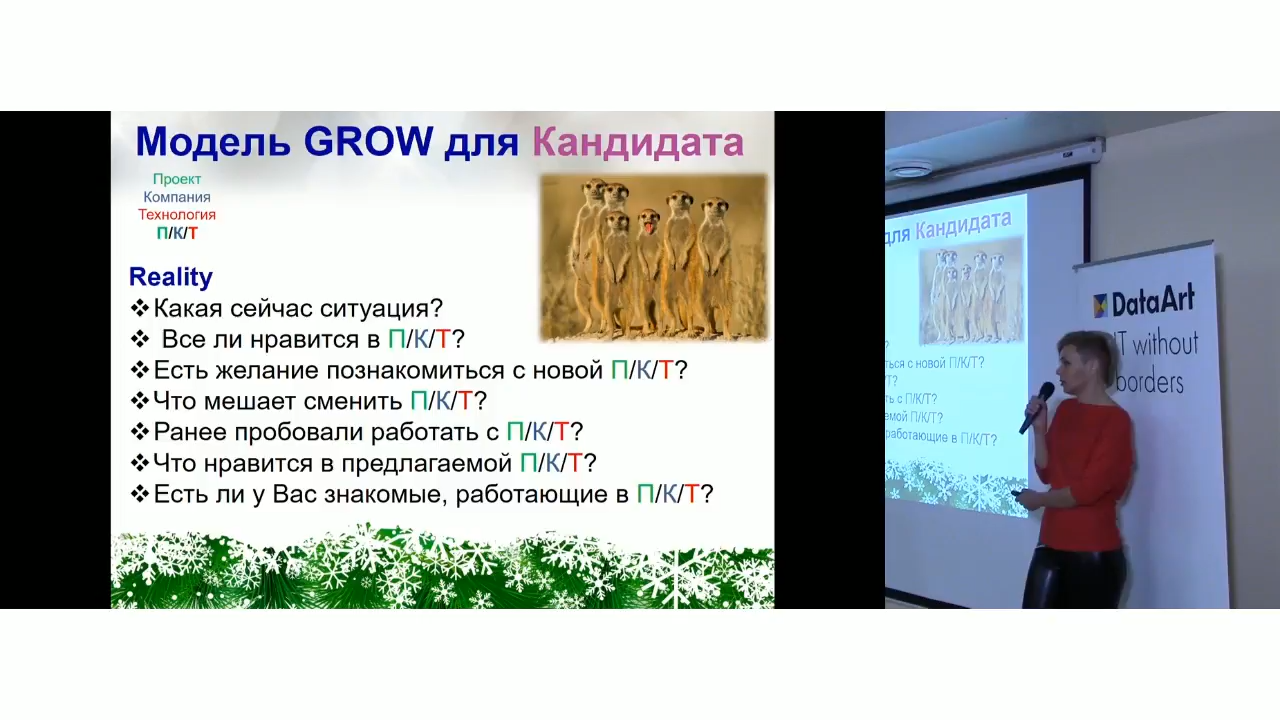 Модель GROW для Кандидата
Проект
Компания
Технология
П/К/Т
Reality
❖Какая сейчас ситуация?
❖ Все ли нравится в П/К/Т?
❖Есть желание познакомиться с новой П/К/Т?
❖Что мешает сменить П/К/Т?
❖Ранее пробовали работать с П/К/Т?
❖Что нравится в предлагаемой П/К/Т?
❖Есть ли у Вас знакомые, работающие в П/К/Т?
для Кандидата
?
ться с новой П/К/Т?
/Т?
ть с П/К/Т?
емой П/К/Т?
работающие в П/К/Т?
DataArt
IT without
borders